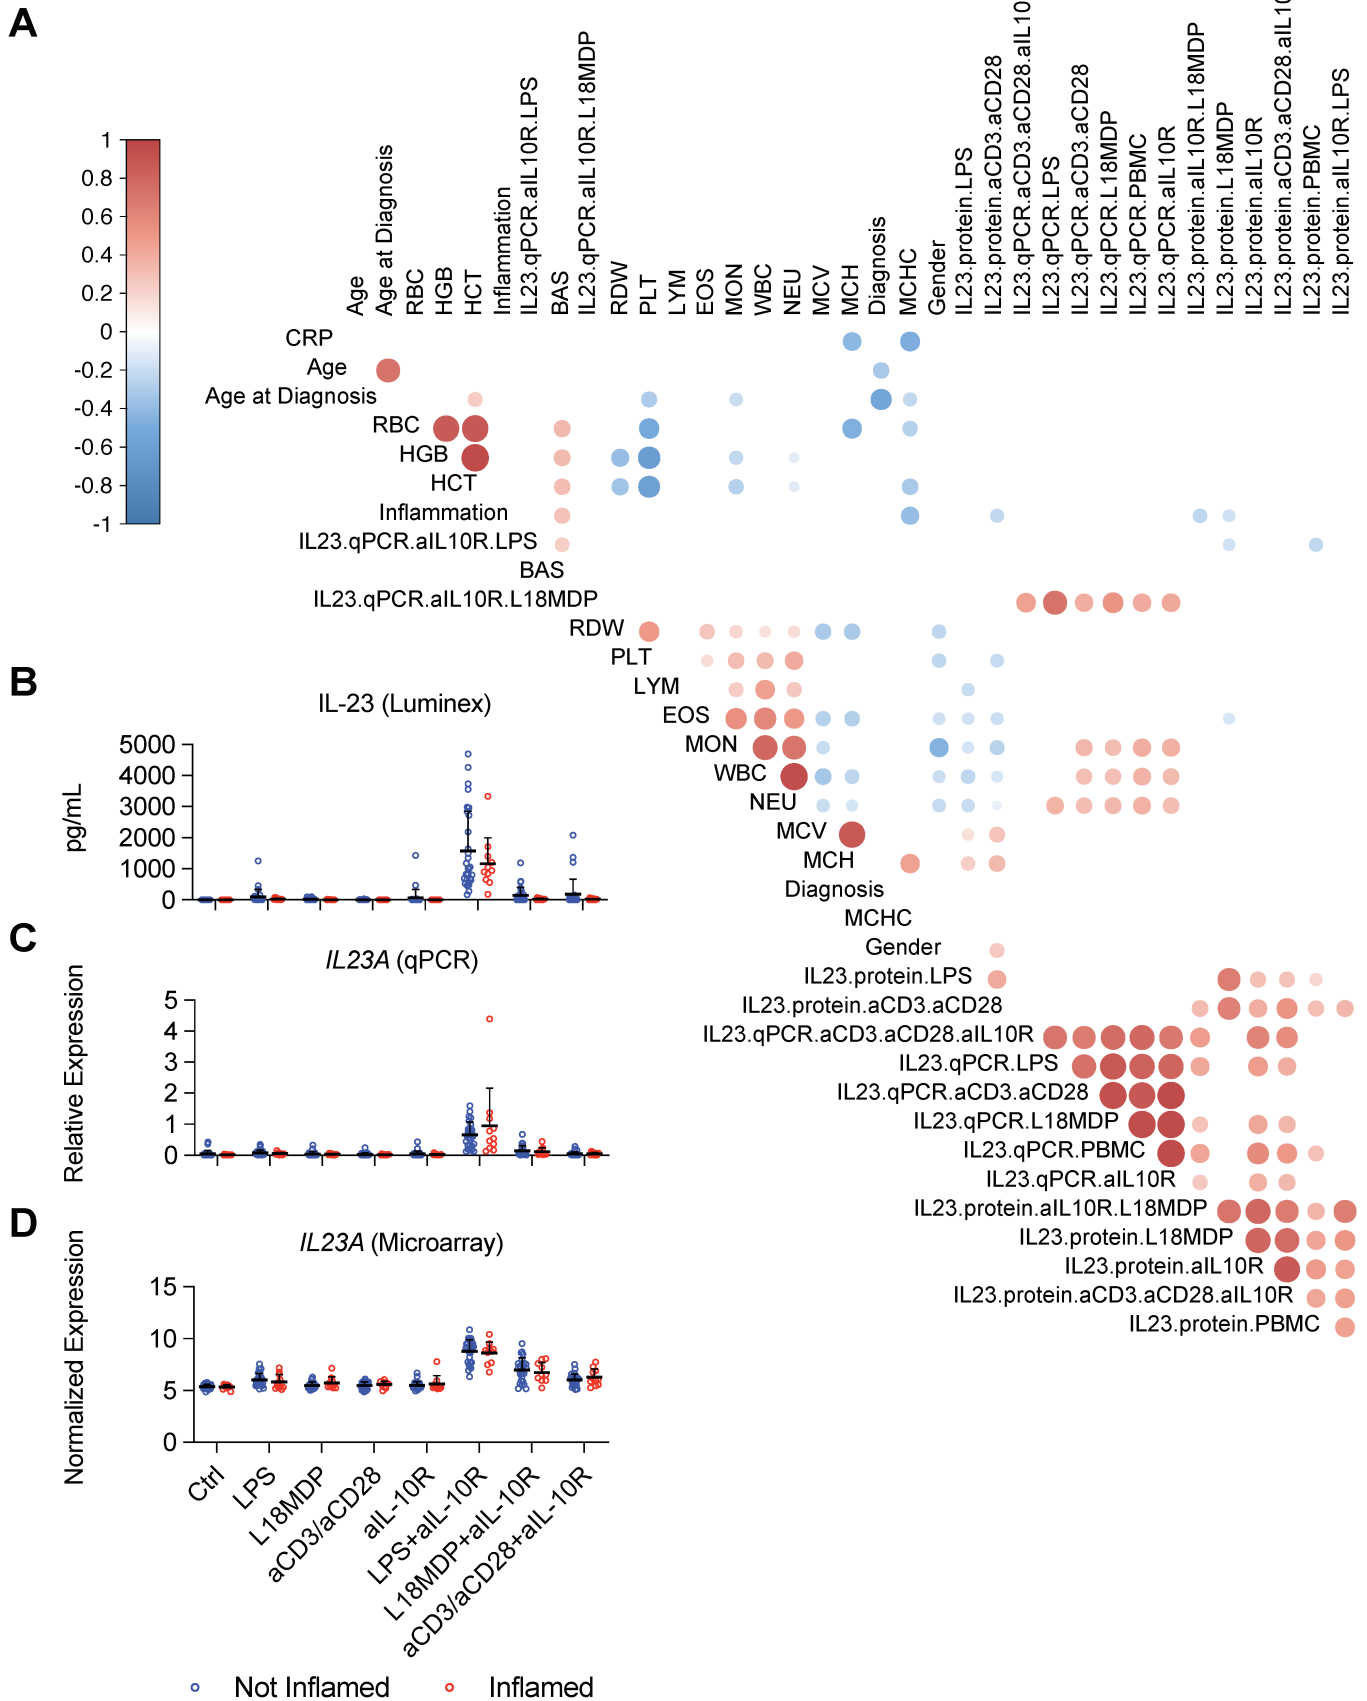 A
Age
Age at Diagnosis
RBC
HGB
HCT
Inflammation
IL23.qPCR.aIL10R.LPS
BAS
IL23.qPCR.aIL10R.L18MDP
RDW
PLT
LYM
EOS
MON
WBC
NEU
MCV
MCH
Diagnosis
MCHC
Gender
IL23.protein.LPS
IL23.protein.aCD3.aCD28
IL23.qPCR.aCD3.aCD28.aIL10
IL23.qPCR.LPS
IL23.qPCR.aCD3.aCD28
IL23.qPCR.L18MDP
IL23.qPCR.PBMC
IL23.qPCR.aIL10R
IL23.protein.aIL10R.L18MDP
IL23.protein.L18MDP
IL23.protein.aIL10R
IL23.protein.aCD3.aCD28.aIL10
IL23.protein.PBMC
IL23.protein.aIL10R.LPS
1
0.8
0.6
0.4
0.2
0
-0.2
-0.4
-0.6
-0.8
-1
CRP
Age
Age at Diagnosis
RBC
HGB
HCT
Inflammation
IL23.qPCR.aIL10R.LPS
BAS
IL23.qPCR.aIL10R.L18MDP
RDW
PLT
LYM
EOS
MON
WBC
NEU
MCV
MCH
Diagnosis
MCHC
Gender
IL23.protein.LPS
IL23.protein.aCD3.aCD28
IL23.qPCR.aCD3.aCD28.aIL10R
IL23.qPCR.LPS
IL23.qPCR.aCD3.aCD28
IL23.qPCR.L18MDP
IL23.qPCR.PBMC
IL23.qPCR.aIL10R
IL23.protein.aIL10R.L18MDP
IL23.protein.L18MDP
IL23.protein.aIL10R
IL23.protein.aCD3.aCD28.aIL10R
IL23.protein.PBMC
B
IL-23 (Luminex)
pg/mL
5000
4000
3000
2000
1000
0
C
IL23A (qPCR)
Relative Expression
5
4
3
2
1
0
D
IL23A (Microarray)
Normalized Expression
15
10
5
0
Ctrl
LPS
L18MDP
aCD3/aCD28
aIL-10R
LPS+aIL-10R
L18MDP+aIL-10R
aCD3/aCD28+aIL-10R
Not Inflamed
Inflamed